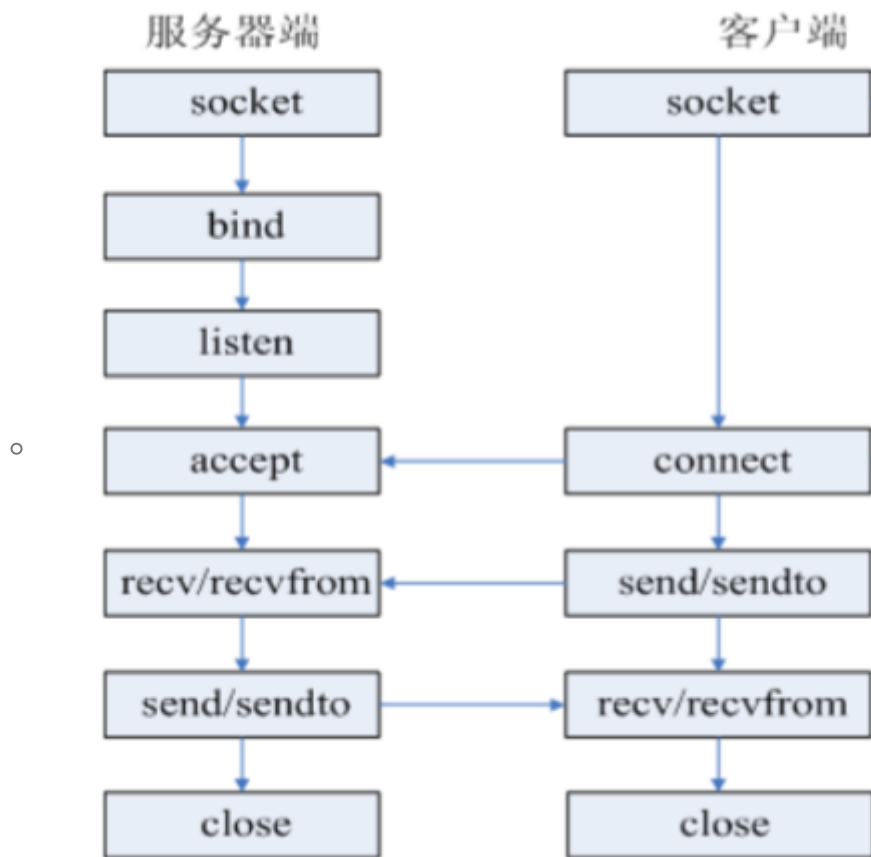 服务器端 客户端
socket socket
bind
listen
accept connect
recv/recvfrom send/sendto
send/sendto recv/recvfrom
close close